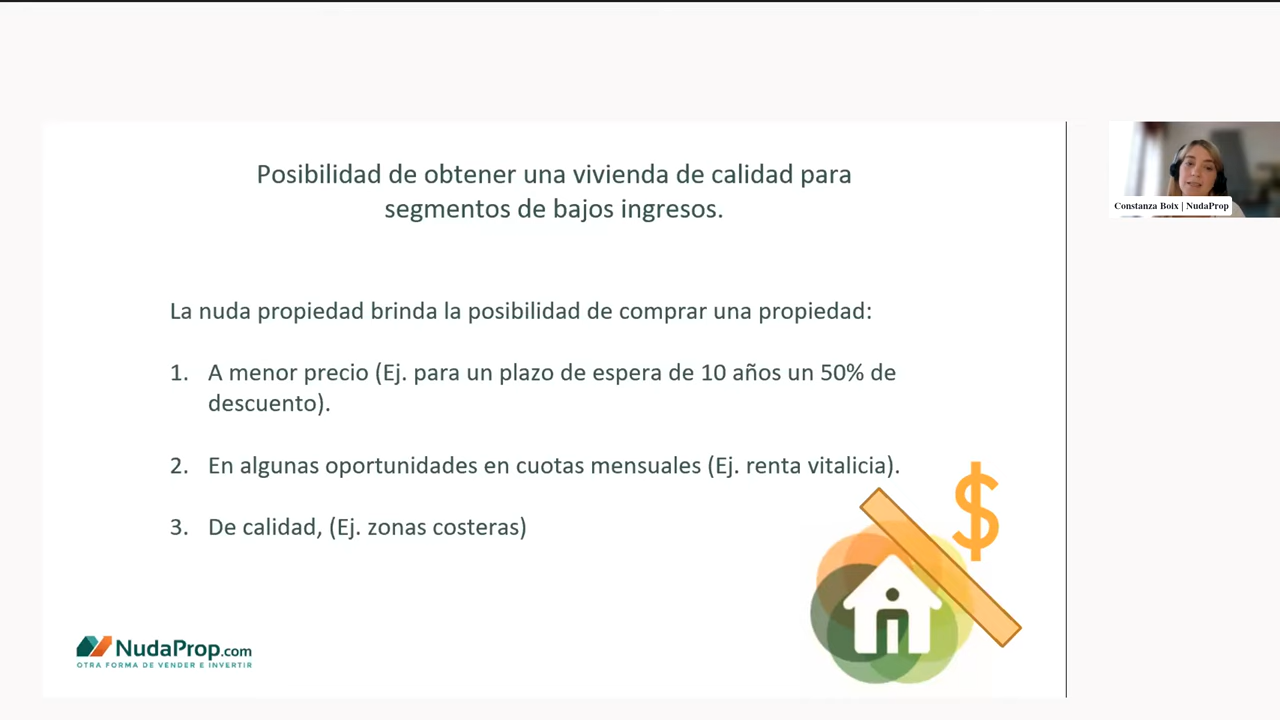 Posibilidad de obtener una vivienda de calidad para
segmentos de bajos ingresos.
La nuda propiedad brinda la posibilidad de comprar una propiedad:
1. A menor precio (Ej. para un plazo de espera de 10 años un 50% de
descuento).
2. En algunas oportunidades en cuotas mensuales (Ej. renta vitalicia).
3. De calidad, (Ej. zonas costeras)
$
NudaProp.com
OTRA FORMA DE VENDER E INVERTIR
Constanza Boix | NudaProp